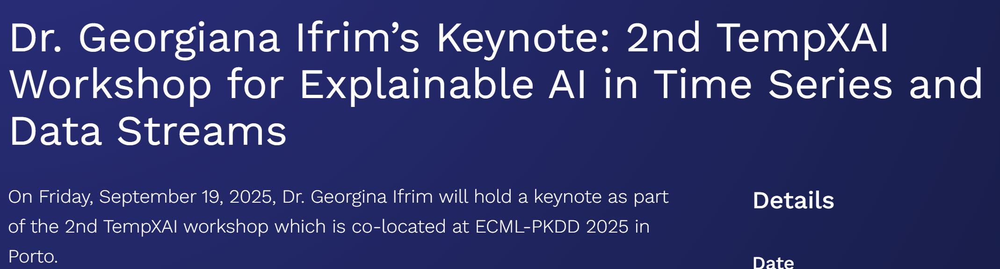 Dr. Georgiana Ifrim’s Keynote: 2nd TempXAI
Workshop for Explainable AI in Time Series and
Data Streams
On Friday, September 19, 2025, Dr. Georgina Ifrim will hold a keynote as part
of the 2nd TempXAI workshop which is co-located at ECML-PKDD 2025 in
Porto.
Details
Date